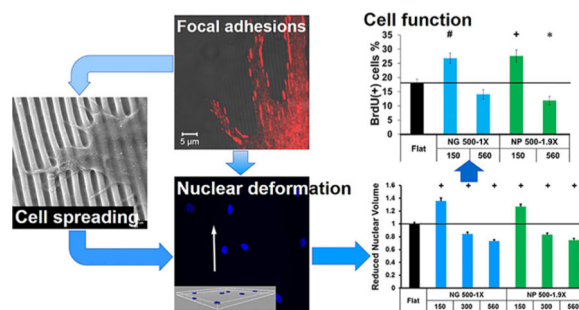 Focal adhesions
5 µm
Cell spreading
Nuclear deformation
Cell function
BrdU(+) cells %
35
30
25
20
15
10
5
0
# + *
Flat
150 560 150 560
NG 500-1X NP 500-1.9X
Reduced Nuclear Volume
1.6
1.4
1.2
1.0
0.8
0.6
0.4
0.2
0
+ + + + + +
Flat
NG 500-1X NP 500-1.9X
150 300 560 150 300 560